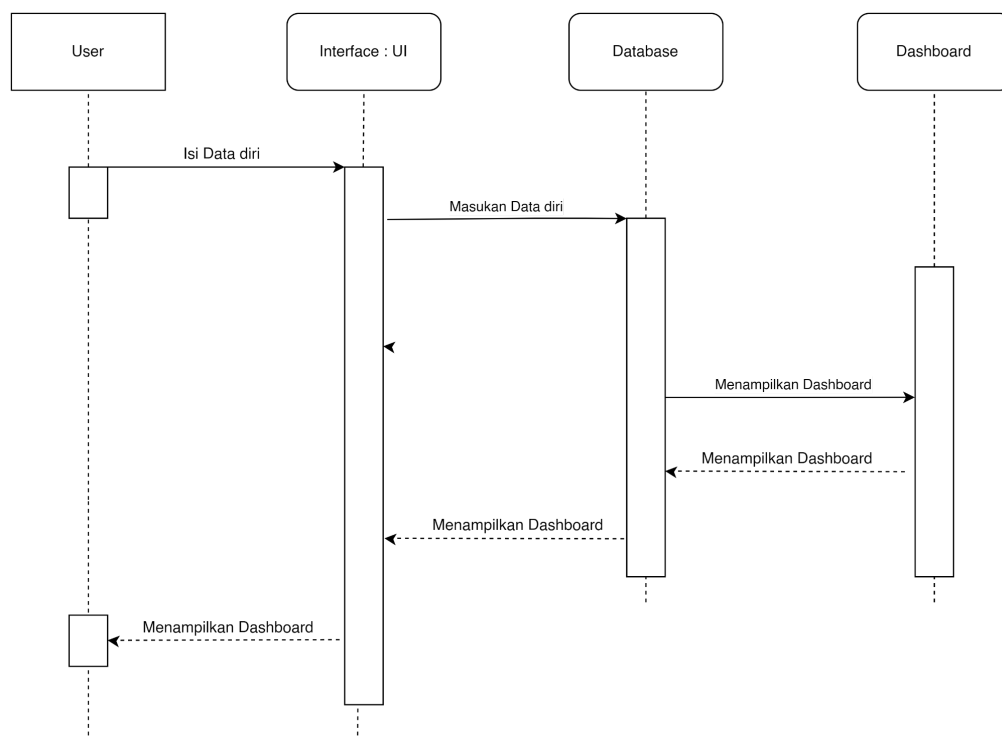 User
Interface : UI
Database
Dashboard
Isi Data diri
Masukan Data diri
Menampilkan Dashboard
Menampilkan Dashboard
Menampilkan Dashboard
Menampilkan Dashboard